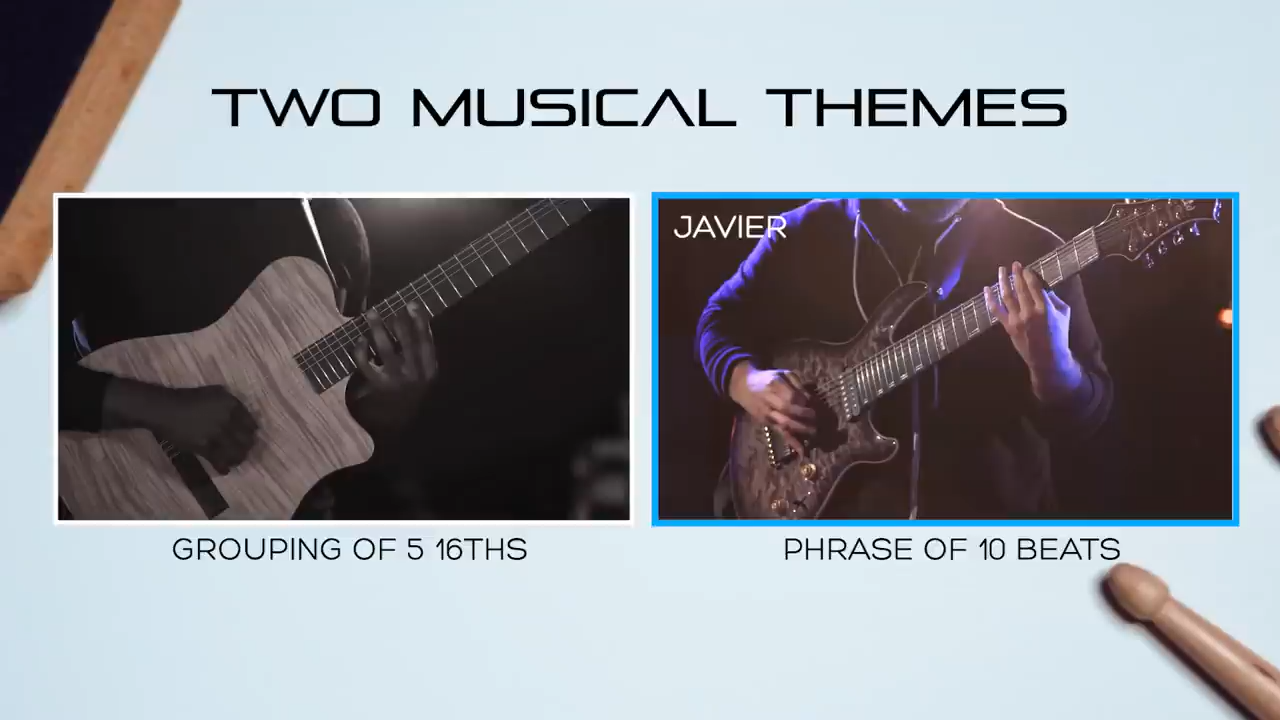 TWO MUSICAL THEMES
JAVIER
GROUPING OF 5 16THS
PHRASE OF 10 BEATS